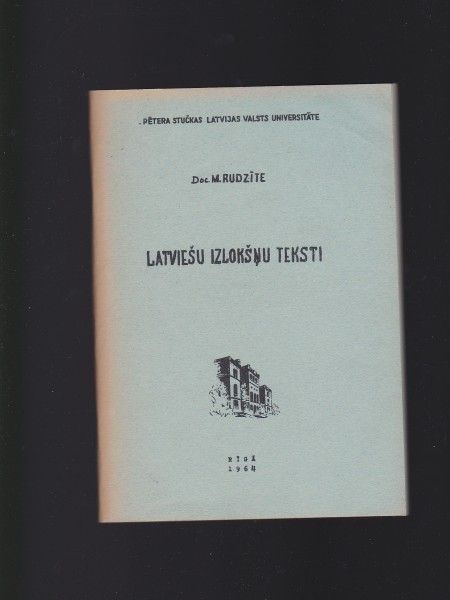 PĒTERA STUČKAS LATVIJAS VALSTS UNIVERSITĀTE
Doc. M. RUDZĪTE
LATVIEŠU IZLOKŠŅU TEKSTI
RĪGĀ
1964